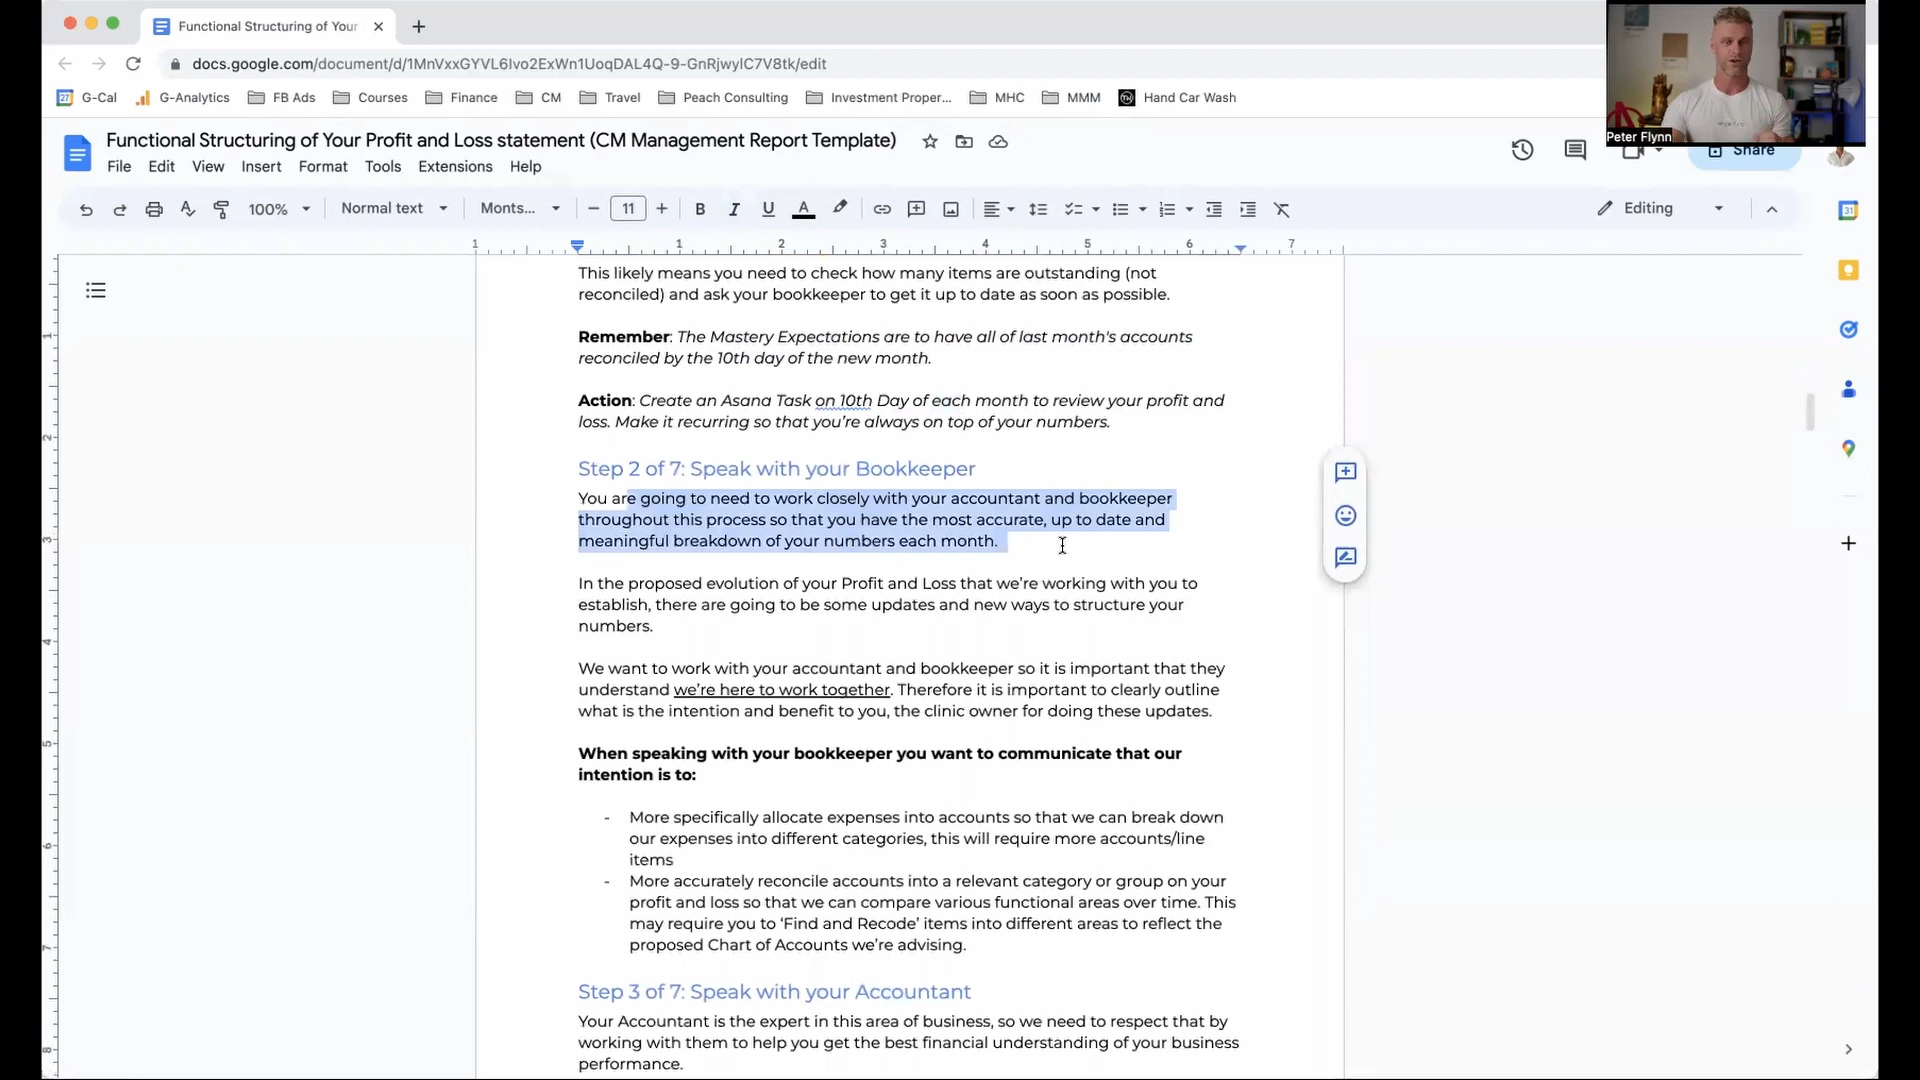 Functional Structuring of Your
docs.google.com/document/d/1MnVxxGYVL6Ivo2ExWn1UoqDAL4Q-9-GnRjwylC7V8tk/edit
G-Cal G-Analytics FB Ads Courses Finance CM Travel Peach Consulting Investment Proper... MHC MMM Hand Car Wash
Peter Flynn
Functional Structuring of Your Profit and Loss statement (CM Management Report Template)
File Edit View Insert Format Tools Extensions Help
Share
100% Normal text Monts... 11 Editing
1 1 2 3 4 5 6 7
This likely means you need to check how many items are outstanding (not
reconciled) and ask your bookkeeper to get it up to date as soon as possible.
Remember: The Mastery Expectations are to have all of last month's accounts
reconciled by the 10th day of the new month.
Action: Create an Asana Task on 10th Day of each month to review your profit and
loss. Make it recurring so that you're always on top of your numbers.
Step 2 of 7: Speak with your Bookkeeper
You are going to need to work closely with your accountant and bookkeeper
throughout this process so that you have the most accurate, up to date and
meaningful breakdown of your numbers each month.
In the proposed evolution of your Profit and Loss that we're working with you to
establish, there are going to be some updates and new ways to structure your
numbers.
We want to work with your accountant and bookkeeper so it is important that they
understand we're here to work together. Therefore it is important to clearly outline
what is the intention and benefit to you, the clinic owner for doing these updates.
When speaking with your bookkeeper you want to communicate that our
intention is to:
- More specifically allocate expenses into accounts so that we can break down
our expenses into different categories, this will require more accounts/line
items
- More accurately reconcile accounts into a relevant category or group on your
profit and loss so that we can compare various functional areas over time. This
may require you to 'Find and Recode' items into different areas to reflect the
proposed Chart of Accounts we're advising.
Step 3 of 7: Speak with your Accountant
Your Accountant is the expert in this area of business, so we need to respect that by
working with them to help you get the best financial understanding of your business
performance.